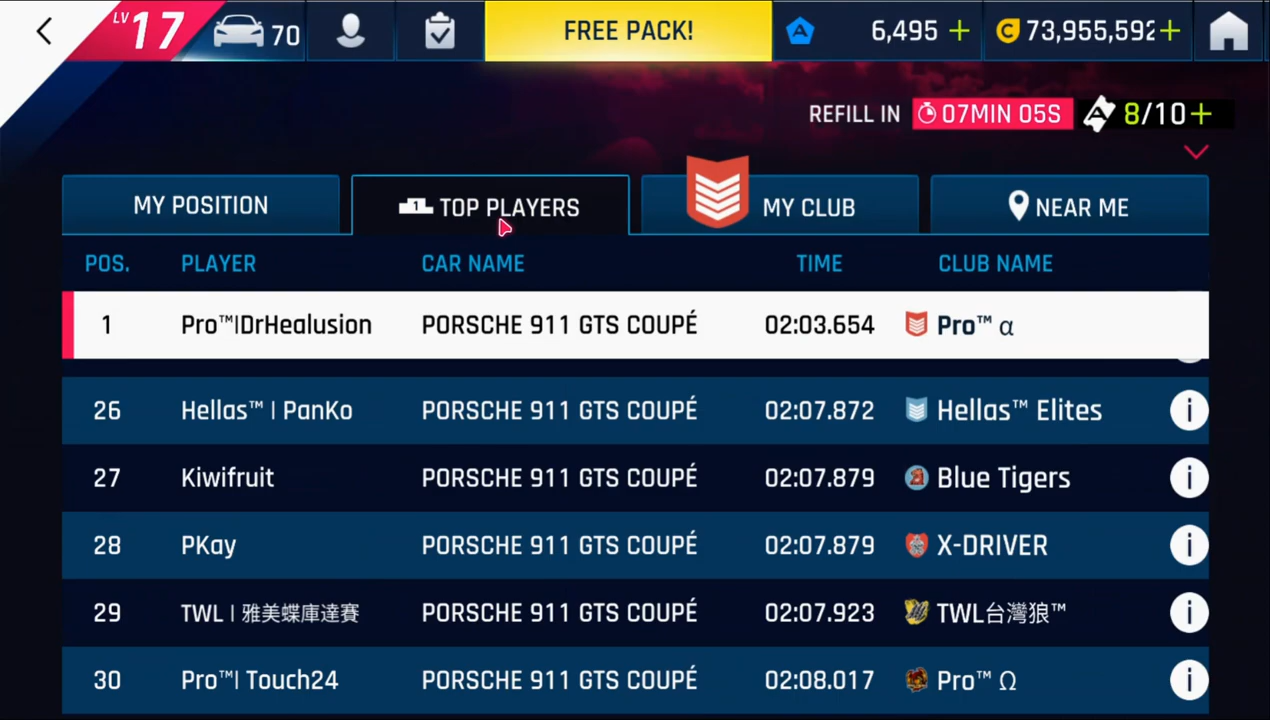 LV 17 70 FREE PACK! 6,495 + 73,955,592 +
REFILL IN 07MIN 05S 8/10 +
MY POSITION 1 TOP PLAYERS MY CLUB NEAR ME
POS. PLAYER CAR NAME TIME CLUB NAME
1 Pro™|DrHealusion PORSCHE 911 GTS COUPÉ 02:03.654 Pro™ α
26 Hellas™ | PanKo PORSCHE 911 GTS COUPÉ 02:07.872 Hellas™ Elites i
27 Kiwifruit PORSCHE 911 GTS COUPÉ 02:07.879 Blue Tigers i
28 PKay PORSCHE 911 GTS COUPÉ 02:07.879 X-DRIVER i
29 TWL | 雅美蝶庫達賽 PORSCHE 911 GTS COUPÉ 02:07.923 TWL台灣狼™ i
30 Pro™| Touch24 PORSCHE 911 GTS COUPÉ 02:08.017 Pro™ Ω i